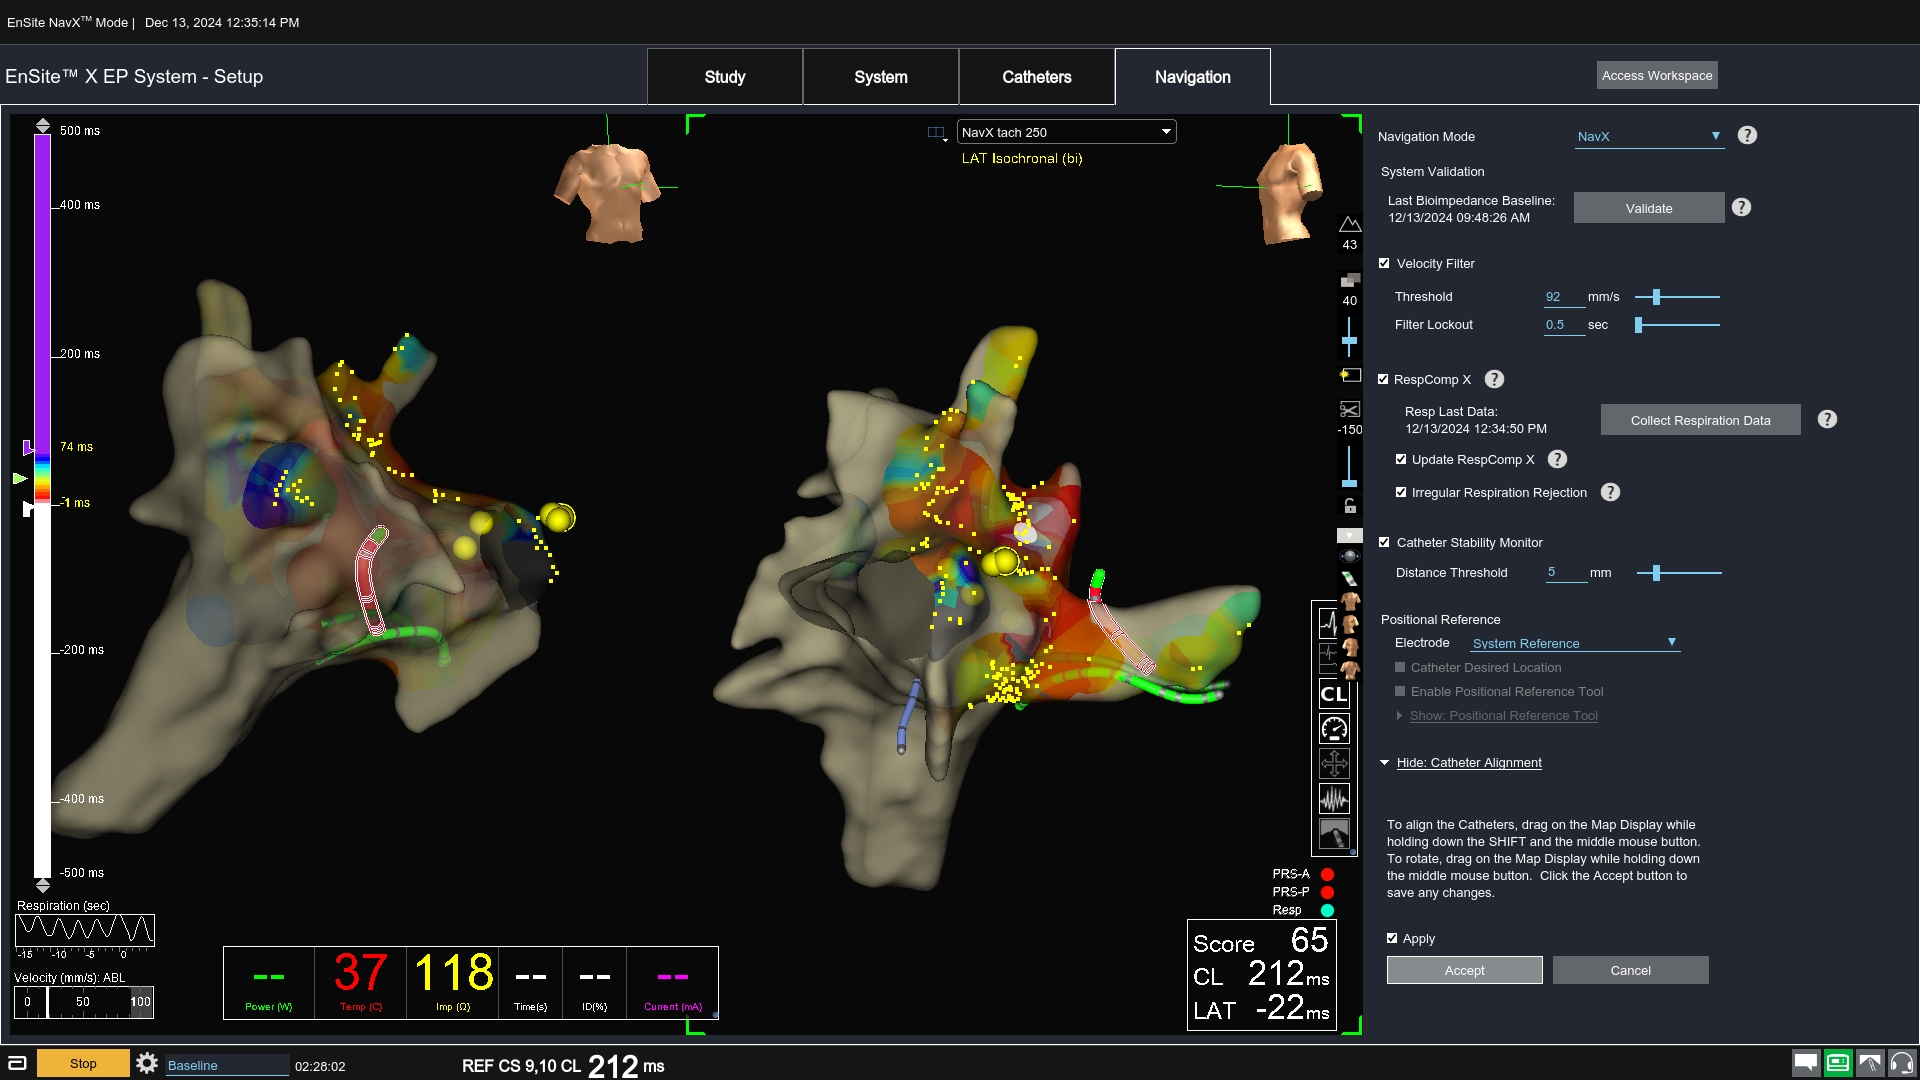 EnSite NavX™ Mode | Dec 13, 2024 12:35:14 PM
EnSite™ X EP System - Setup
Study
System
Catheters
Navigation
Access Workspace
500 ms
400 ms
200 ms
74 ms
-1 ms
-200 ms
-400 ms
-500 ms
NavX tach 250
LAT Isochronal (bi)
43
40
-150
CL
PRS-A
PRS-P
Resp
Score 65
CL 212 ms
LAT -22 ms
Respiration (sec)
-15 -10 -5 0
Velocity (mm/s): ABL
0 50 100
-- 37 118 -- -- --
Power (W) Temp (C) Imp (Ω) Time(s) ID(%) Current (mA)
Navigation Mode NavX ?
System Validation
Last Bioimpedance Baseline:
12/13/2024 09:48:26 AM
Validate ?
Velocity Filter
Threshold 92 mm/s
Filter Lockout 0.5 sec
RespComp X ?
Resp Last Data:
12/13/2024 12:34:50 PM
Collect Respiration Data ?
Update RespComp X ?
Irregular Respiration Rejection ?
Catheter Stability Monitor
Distance Threshold 5 mm
Positional Reference
Electrode System Reference
Catheter Desired Location
Enable Positional Reference Tool
Show: Positional Reference Tool
Hide: Catheter Alignment
To align the Catheters, drag on the Map Display while
holding down the SHIFT and the middle mouse button.
To rotate, drag on the Map Display while holding down
the middle mouse button. Click the Accept button to
save any changes.
Apply
Accept
Cancel
Stop
Baseline
02:28:02
REF CS 9,10 CL 212 ms